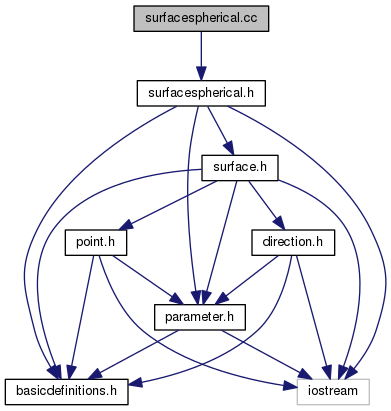 surfacespherical.cc
surfacespherical.h
surface.h
point.h
direction.h
parameter.h
basicdefinitions.h
iostream